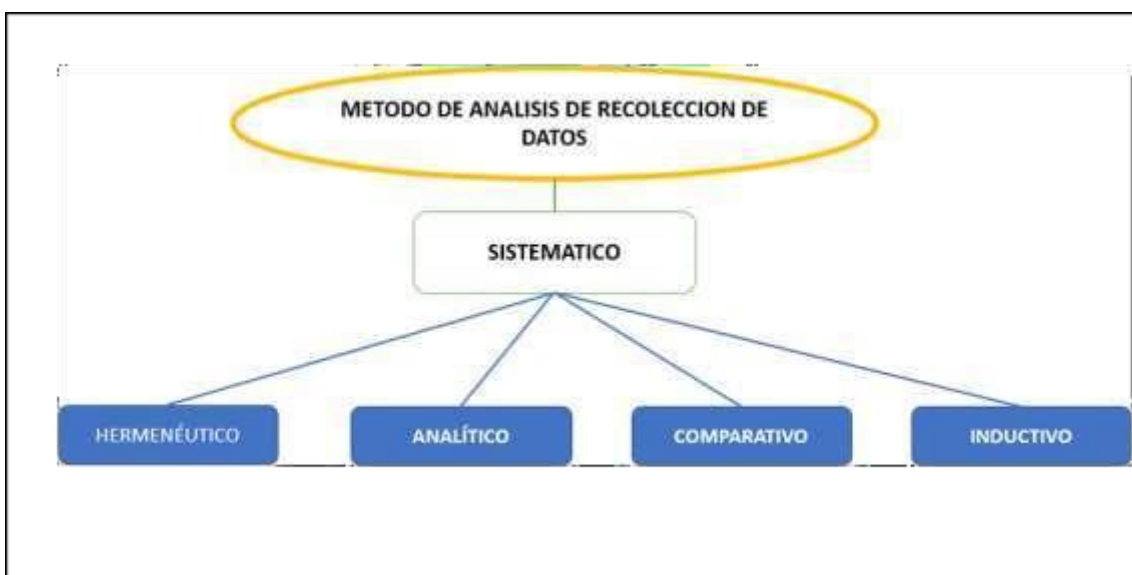 METODO DE ANALISIS DE RECOLECCION DE
DATOS
SISTEMATICO
HERMENÉUTICO
ANALÍTICO
COMPARATIVO
INDUCTIVO